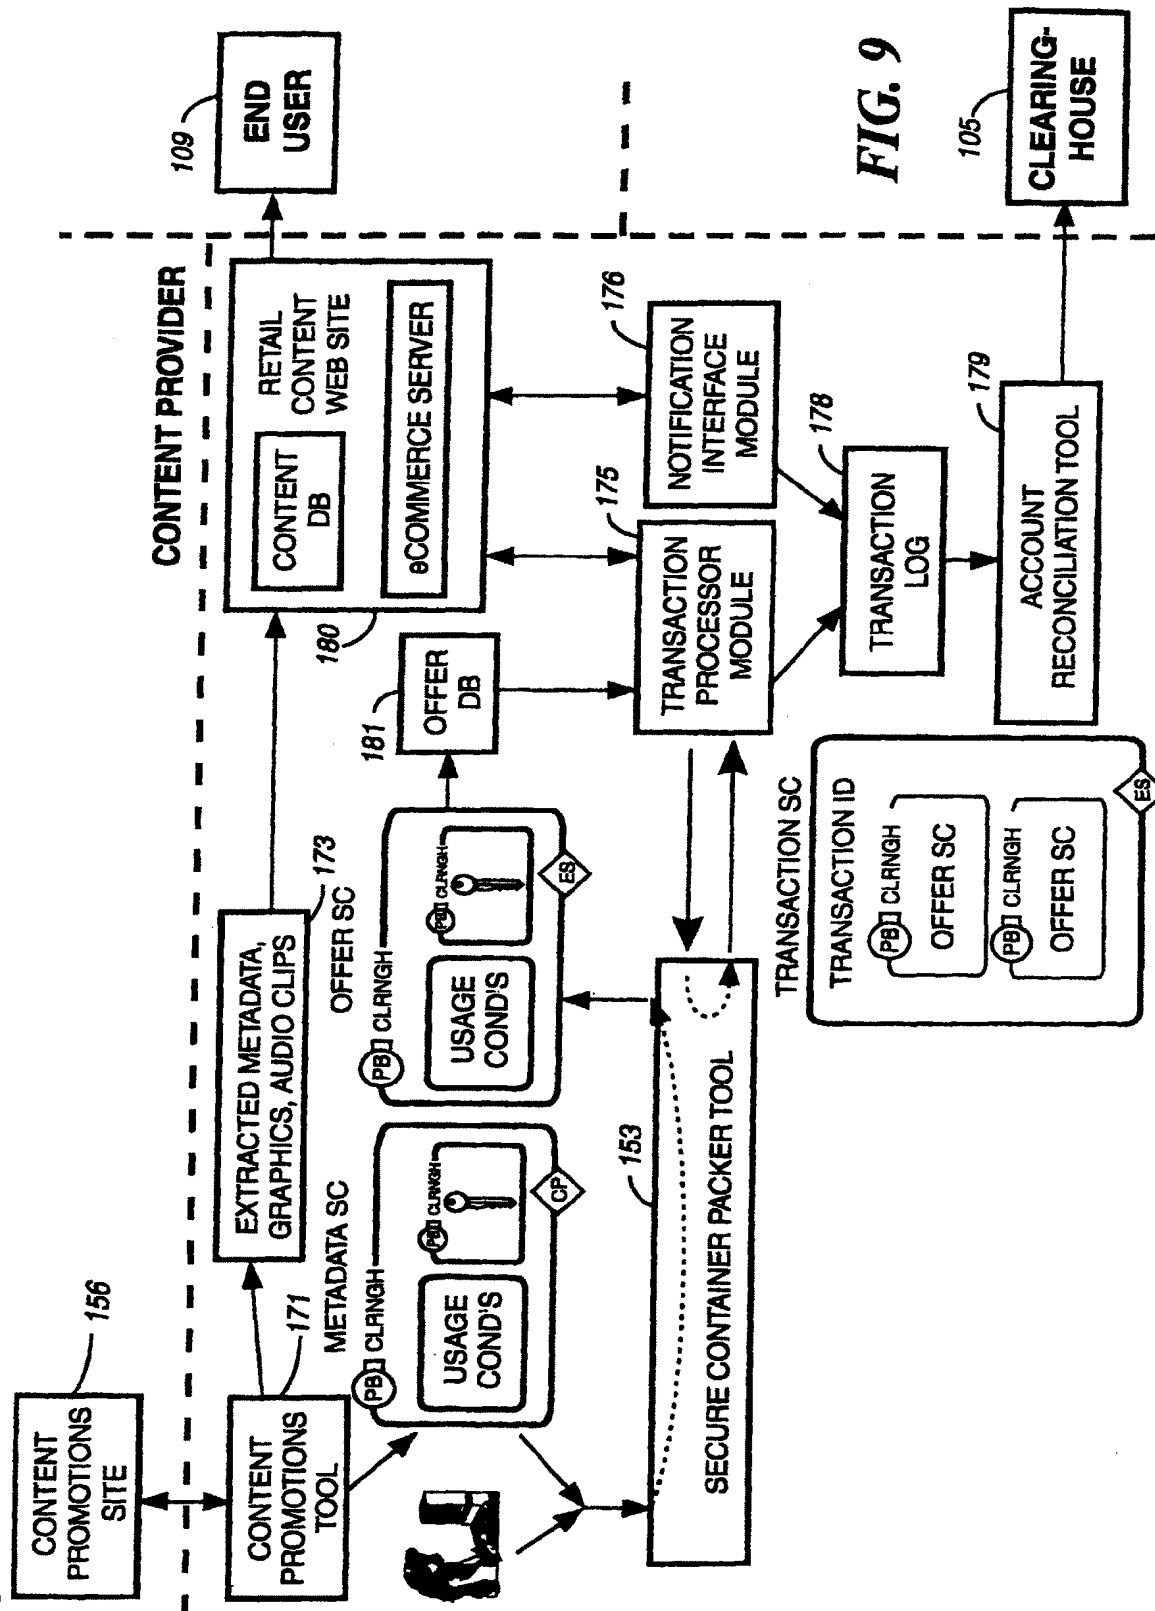 CONTENT
PROMOTIONS
SITE
156
CONTENT PROVIDER
CONTENT
PROMOTIONS
TOOL
171
EXTRACTED METADATA,
GRAPHICS, AUDIO CLIPS
173
CONTENT
DB
RETAIL
CONTENT
WEB SITE
eCOMMERCE SERVER
180
END
USER
109
METADATA SC
PB[] CLRNGH
USAGE
COND'S
PB[] CLRNGH
CP
OFFER SC
PB[] CLRNGH
USAGE
COND'S
PB[] CLRNGH
ES
OFFER
DB
181
SECURE CONTAINER PACKER TOOL
153
TRANSACTION
PROCESSOR
MODULE
175
NOTIFICATION
INTERFACE
MODULE
176
TRANSACTION
LOG
178
TRANSACTION SC
TRANSACTION ID
PB[] CLRNGH
OFFER SC
PB[] CLRNGH
OFFER SC
ES
ACCOUNT
RECONCILIATION TOOL
179
CLEARING-
HOUSE
105
FIG. 9